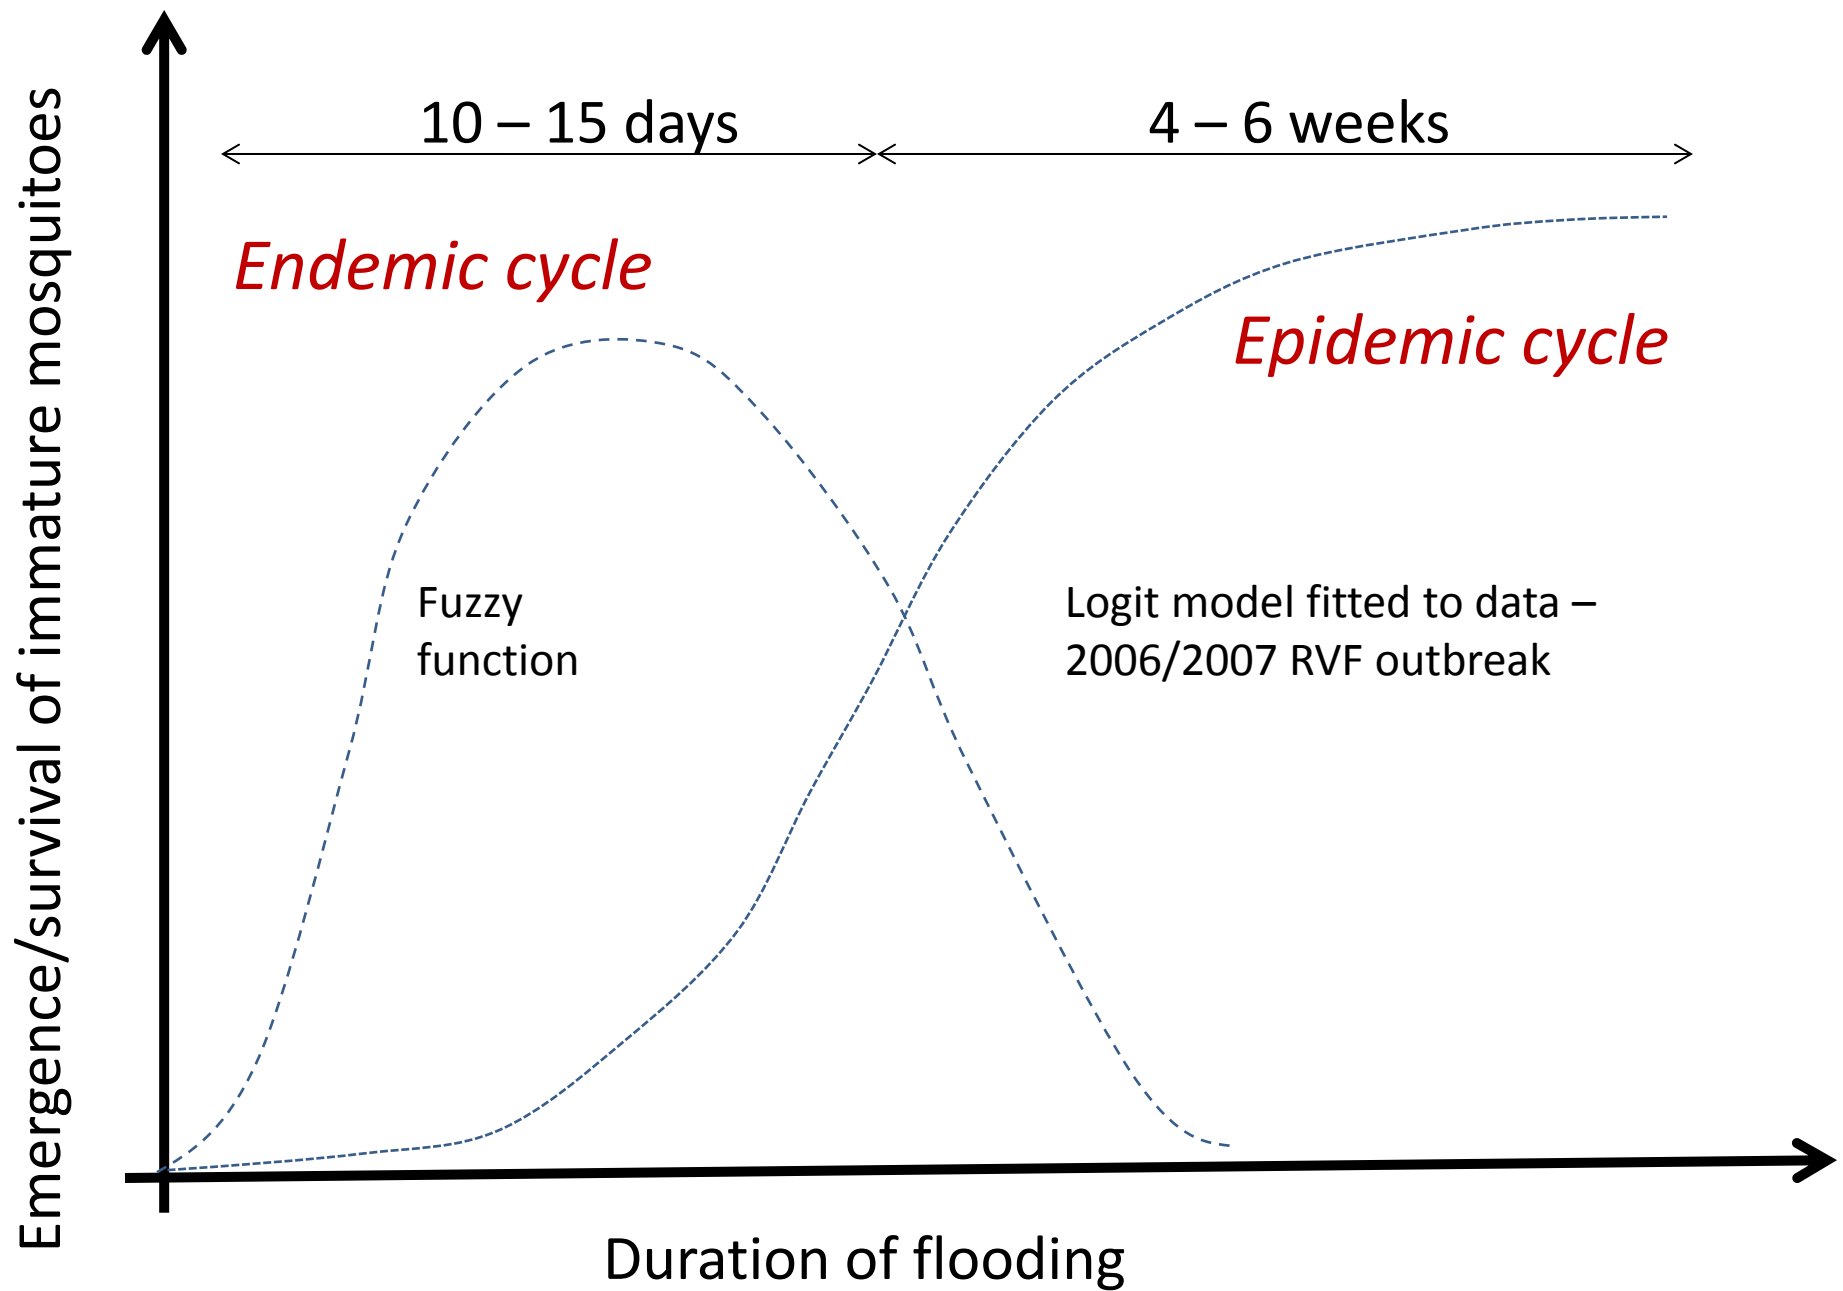 Emergence/survival of immature mosquitoes
10 – 15 days
4 – 6 weeks
Endemic cycle
Epidemic cycle
Fuzzy
function
Logit model fitted to data –
2006/2007 RVF outbreak
Duration of flooding